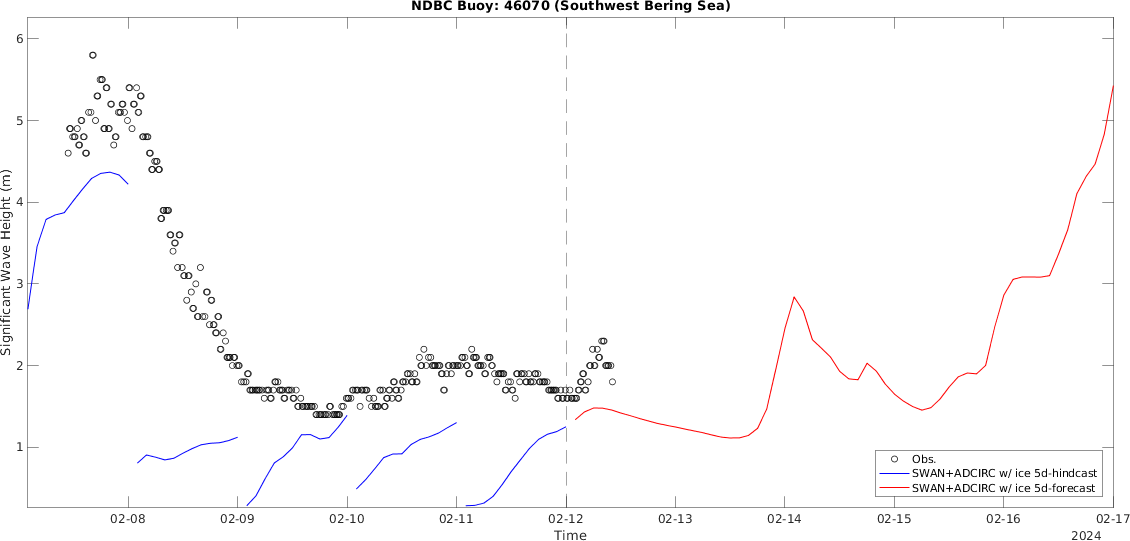 NDBC Buoy: 46070 (Southwest Bering Sea)
Significant Wave Height (m)
6
5
4
3
2
1
Obs.
SWAN+ADCIRC w/ ice 5d-hindcast
SWAN+ADCIRC w/ ice 5d-forecast
02-08 02-09 02-10 02-11 02-12 02-13 02-14 02-15 02-16 02-17
Time
2024